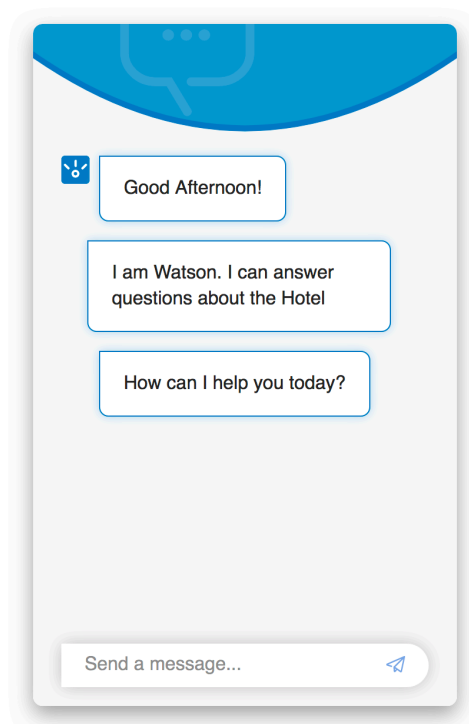 Good Afternoon!
I am Watson. I can answer
questions about the Hotel
How can I help you today?
Send a message...